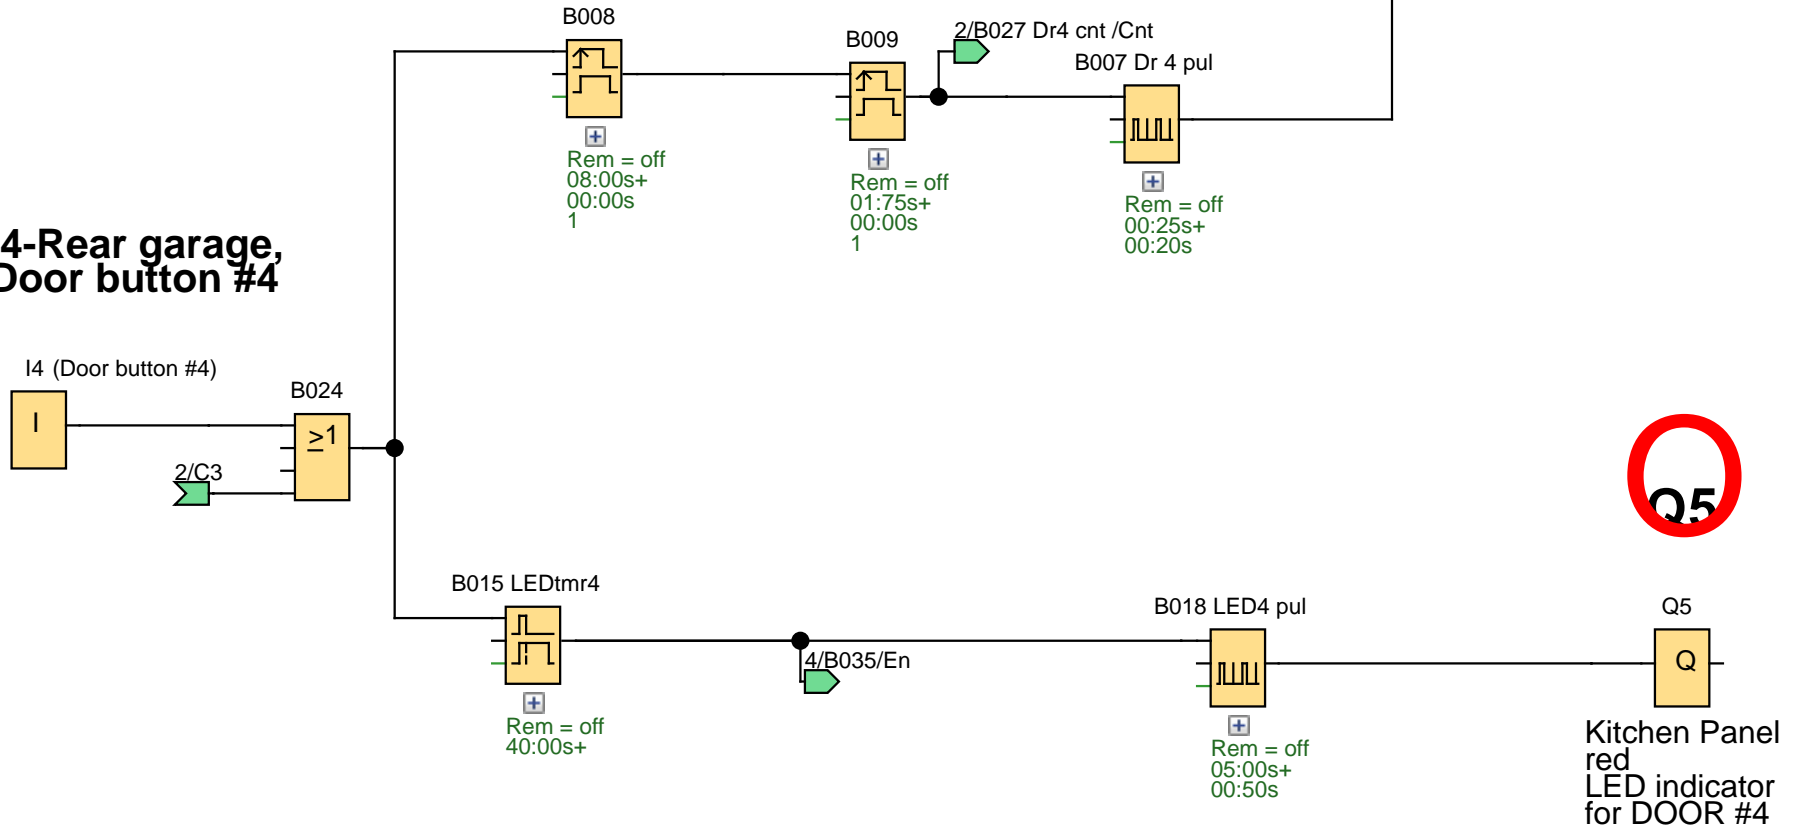 B008
2/B027 Dr4 cnt /Cnt
B009
B007 Dr 4 pul
Rem = off
08:00s+
00:00s
1
Rem = off
01:75s+
00:00s
1
Rem = off
00:25s+
00:20s
4-Rear garage,
Door button #4
I4 (Door button #4)
B024
I
≥1
2/C3
Q5
B015 LEDtmr4
4/B035/En
B018 LED4 pul
Q5
Q
Rem = off
40:00s+
Rem = off
05:00s+
00:50s
Kitchen Panel
red
LED indicator
for DOOR #4